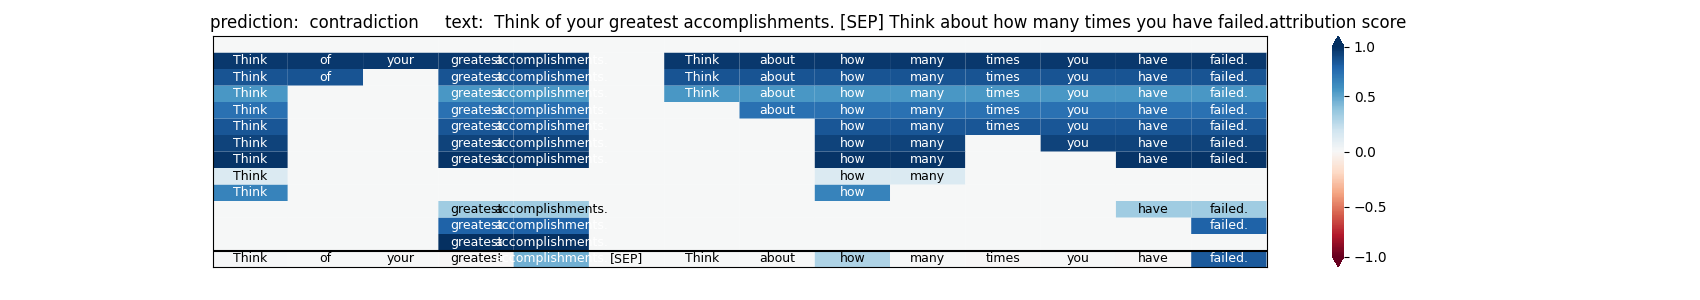 prediction: contradiction text: Think of your greatest accomplishments. [SEP] Think about how many times you have failed.attribution score
Think of your greatest accomplishments. Think about how many times you have failed. 1.0
Think of greatest accomplishments. Think about how many times you have failed.
Think greatest accomplishments. Think about how many times you have failed. 0.5
Think greatest accomplishments. about how many times you have failed.
Think greatest accomplishments. how many times you have failed.
Think greatest accomplishments. how many you have failed. 0.0
Think greatest accomplishments. how many have failed.
Think how many
Think how
greatest accomplishments. have failed. −0.5
greatest accomplishments. failed.
greatest accomplishments.
Think of your greatest accomplishments. [SEP] Think about how many times you have failed. −1.0